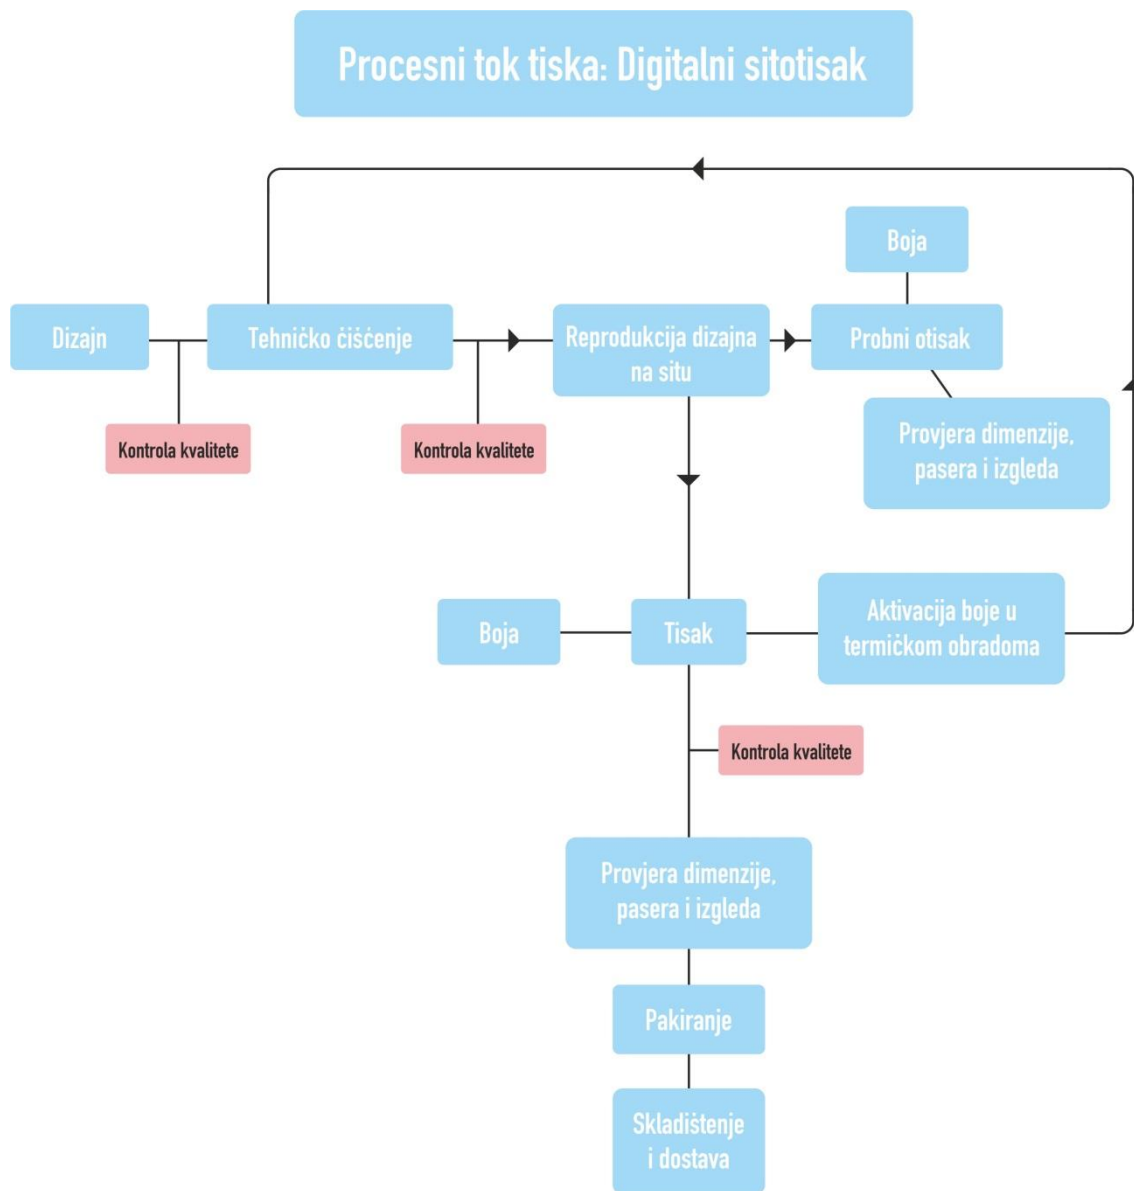 Procesni tok tiska: Digitalni sitotisak
Boja
Dizajn
Tehničko čišćenje
Reprodukcija dizajna
na situ
Probni otisak
Kontrola kvalitete
Kontrola kvalitete
Provjera dimenzije,
pasera i izgleda
Boja
Tisak
Aktivacija boje u
termičkom obradoma
Kontrola kvalitete
Provjera dimenzije,
pasera i izgleda
Pakiranje
Skladištenje
i dostava